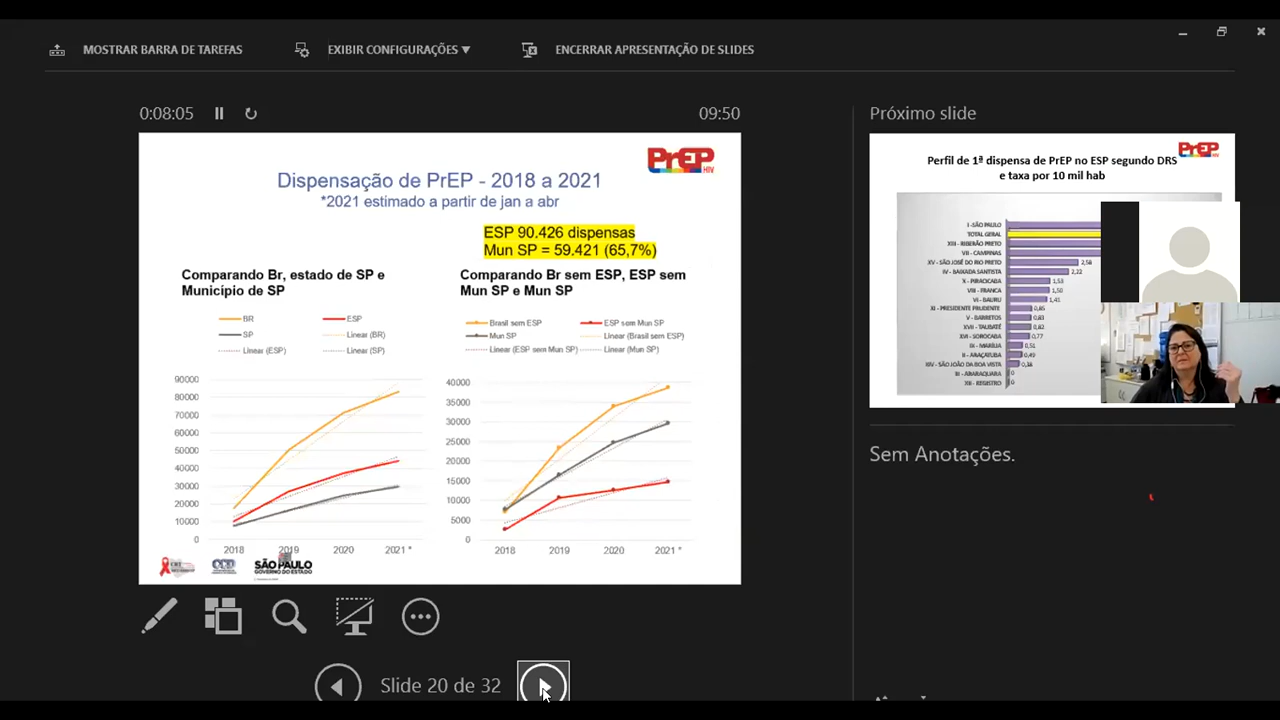 MOSTRAR BARRA DE TAREFAS
EXIBIR CONFIGURAÇÕES ▼
ENCERRAR APRESENTAÇÃO DE SLIDES
0:08:05
09:50
PrEP
HIV
Dispensação de PrEP - 2018 a 2021
*2021 estimado a partir de jan a abr
ESP 90.426 dispensas
Mun SP = 59.421 (65,7%)
Comparando Br, estado de SP e
Município de SP
BR
ESP
SP
Linear (BR)
Linear (ESP)
Linear (SP)
90000
80000
70000
60000
50000
40000
30000
20000
10000
0
2018
2019
2020
2021 *
Comparando Br sem ESP, ESP sem
Mun SP e Mun SP
Brasil sem ESP
ESP sem Mun SP
Mun SP
Linear (Brasil sem ESP)
Linear (ESP sem Mun SP)
Linear (Mun SP)
40000
35000
30000
25000
20000
15000
10000
5000
0
2018
2019
2020
2021 *
SÃO PAULO
GOVERNO DO ESTADO
Slide 20 de 32
Próximo slide
PrEP
HIV
Perfil de 1ª dispensa de PrEP no ESP segundo DRS
e taxa por 10 mil hab
I - SÃO PAULO
TOTAL GERAL
XIII - RIBEIRÃO PRETO
VII - CAMPINAS
XV - SÃO JOSÉ DO RIO PRETO 2,58
IV - BAIXADA SANTISTA 2,22
X - PIRACICABA 1,53
VIII - FRANCA 1,50
VI - BAURU 1,41
XI - PRESIDENTE PRUDENTE 0,85
V - BARRETOS 0,83
XVII - TAUBATÉ 0,82
XVI - SOROCABA 0,77
IX - MARÍLIA 0,51
II - ARAÇATUBA 0,49
XIV - SÃO JOÃO DA BOA VISTA 0,36
III - ARARAQUARA 0
XII - REGISTRO 0
Sem Anotações.